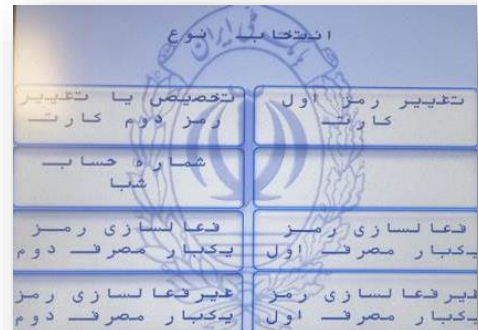 انتخاب نوع
تغییر رمز اول
کارت
تخصیص یا تغییر
رمز دوم کارت
شماره حساب
شبا
فعالسازی رمز
یکبار مصرف اول
فعالسازی رمز
یکبار مصرف دوم
غیرفعالسازی رمز
یکبار مصرف اول
غیرفعالسازی رمز
یکبار مصرف دوم